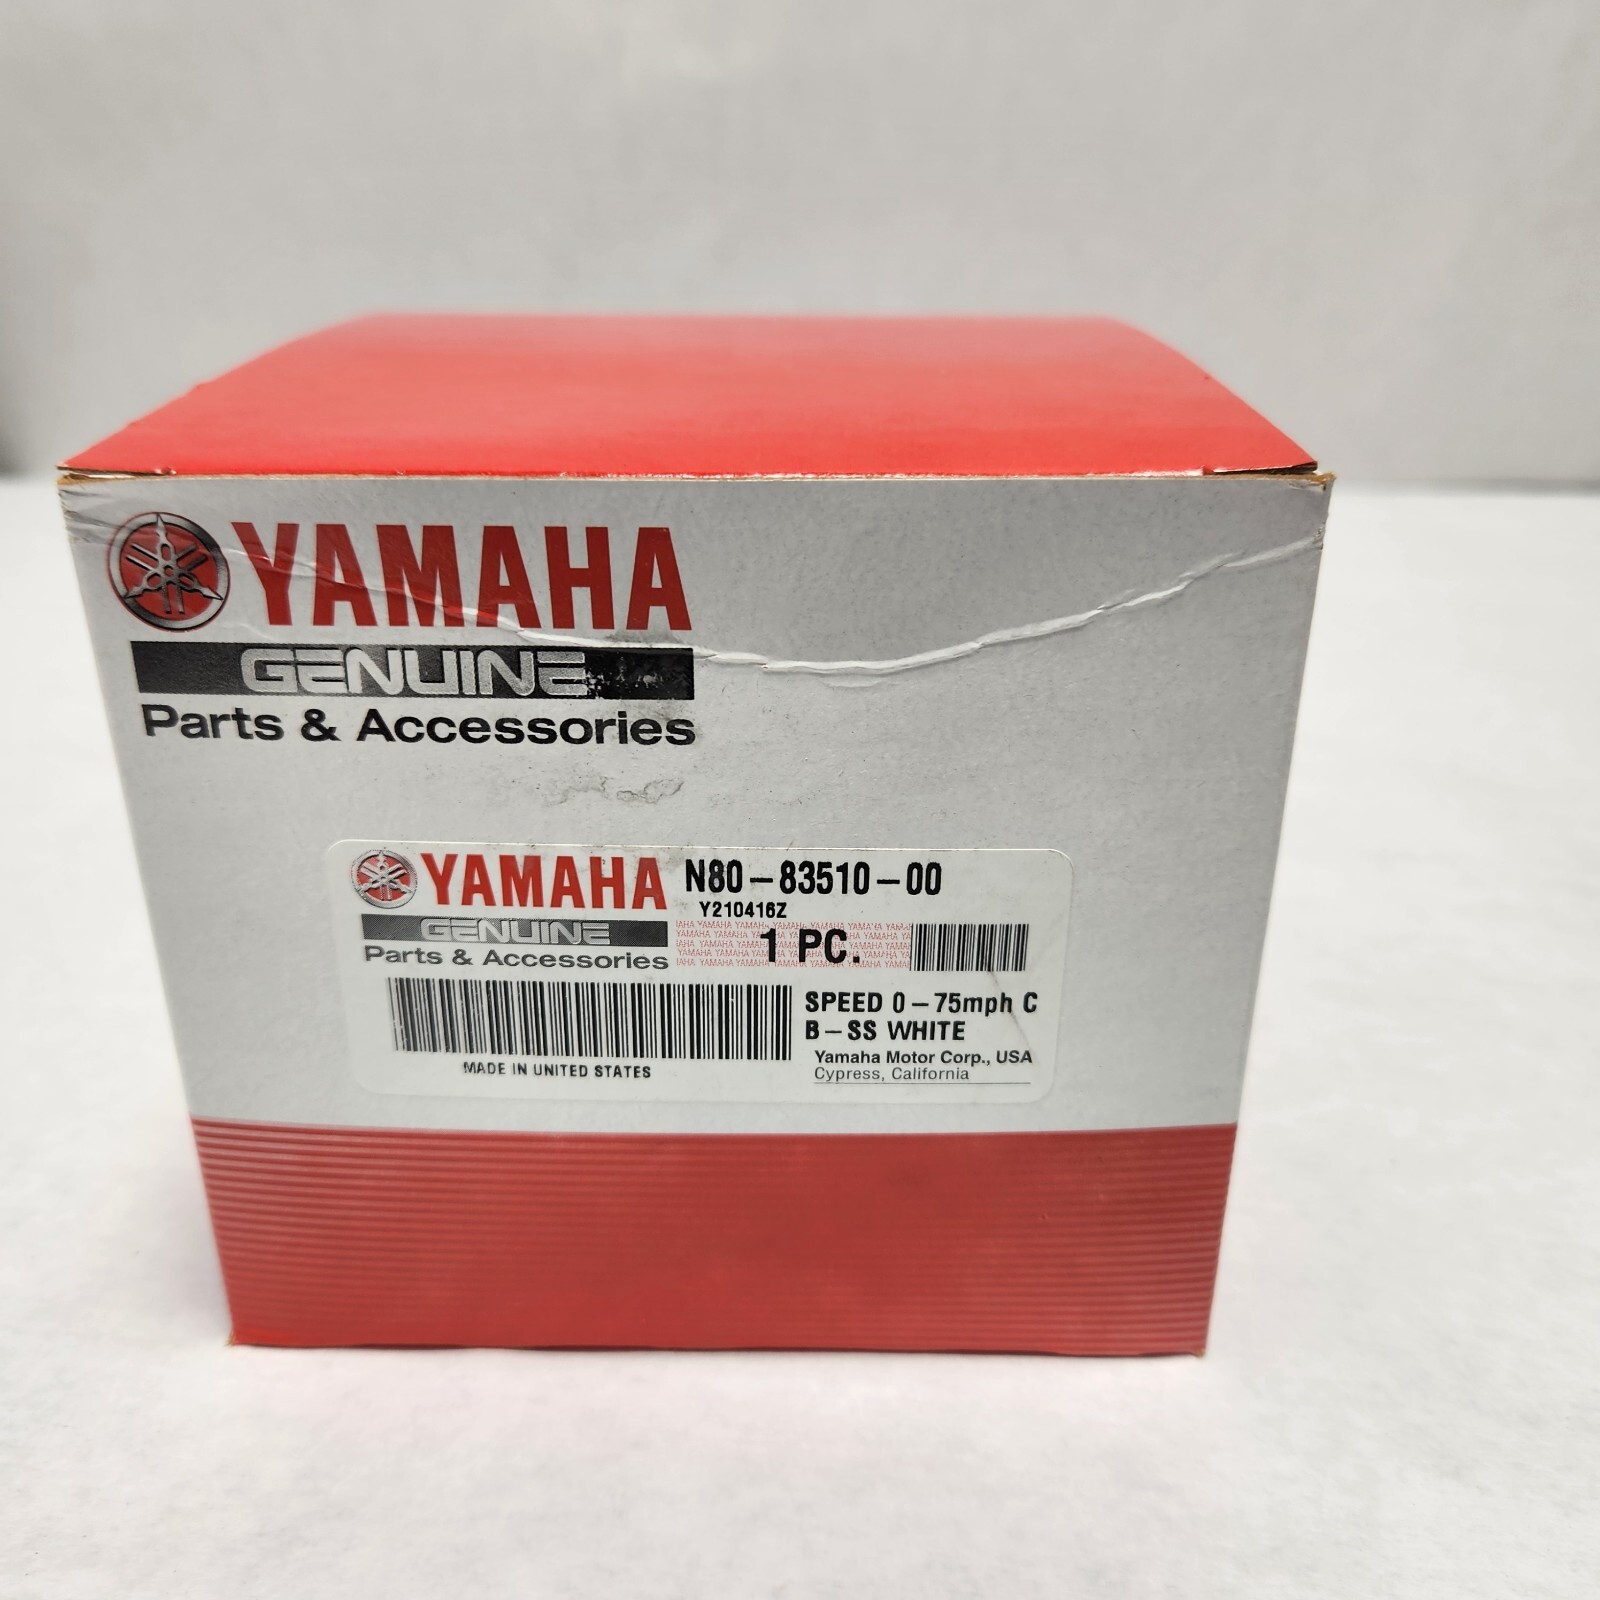 YAMAHA
GENUINE
Parts & Accessories
YAMAHA
GENUINE
Parts & Accessories
N80-83510-00
Y210416Z
1 PC.
SPEED 0-75mph C
B-SS WHITE
Yamaha Motor Corp., USA
Cypress, California
MADE IN UNITED STATES